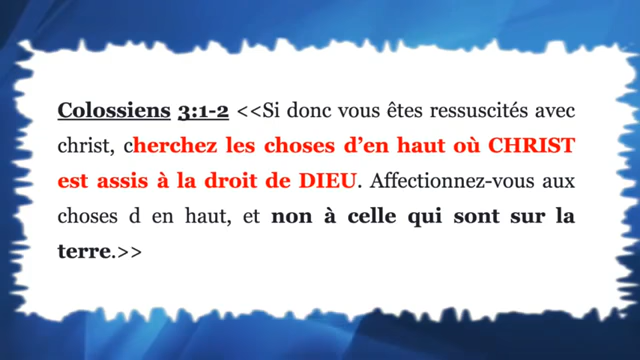 Colossiens 3:1-2 <<Si donc vous êtes ressuscités avec
christ, cherchez les choses d’en haut où CHRIST
est assis à la droit de DIEU. Affectionnez-vous aux
choses d en haut, et non à celle qui sont sur la
terre.>>